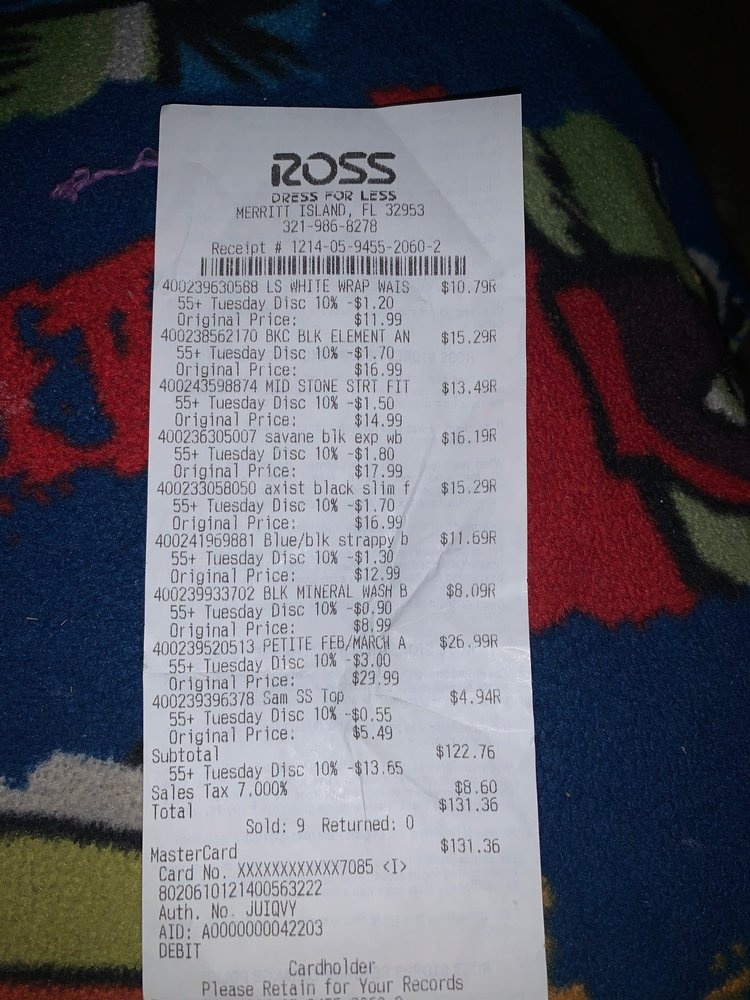 ROSS
DRESS FOR LESS
MERRITT ISLAND, FL 32953
321-986-8278
Receipt # 1214-05-9455-2060-2
400239630588 LS WHITE WRAP WAIS $10.79R
55+ Tuesday Disc 10% -$1.20
Original Price: $11.99
400238562170 BKC BLK ELEMENT AN $15.29R
55+ Tuesday Disc 10% -$1.70
Original Price: $16.99
400243598874 MID STONE STRT FIT $13.49R
55+ Tuesday Disc 10% -$1.50
Original Price: $14.99
400236305007 savane blk exp wb $16.19R
55+ Tuesday Disc 10% -$1.80
Original Price: $17.99
400233058050 axist black slim f $15.29R
55+ Tuesday Disc 10% -$1.70
Original Price: $16.99
400241969881 Blue/blk strappy b $11.69R
55+ Tuesday Disc 10% -$1.30
Original Price: $12.99
400239933702 BLK MINERAL WASH B $8.09R
55+ Tuesday Disc 10% -$0.90
Original Price: $8.99
400239520513 PETITE FEB/MARCH A $26.99R
55+ Tuesday Disc 10% -$3.00
Original Price: $29.99
400239396378 Sam SS Top $4.94R
55+ Tuesday Disc 10% -$0.55
Original Price: $5.49
Subtotal $122.76
55+ Tuesday Disc 10% -$13.65
Sales Tax 7.000% $8.60
Total $131.36
Sold: 9 Returned: 0
MasterCard $131.36
Card No. XXXXXXXXXXXX7085 <I>
8020610121400563222
Auth. No. JUIQVY
AID: A0000000042203
DEBIT
Cardholder
Please Retain for Your Records